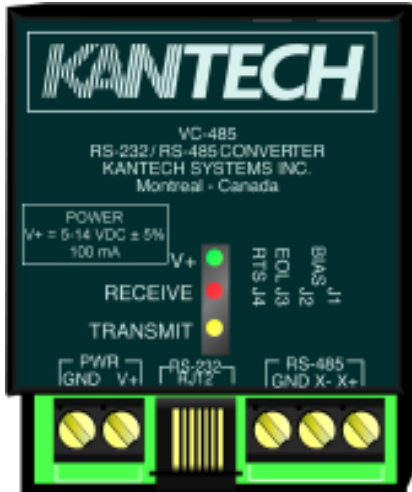 KANTECH
VC-485
RS-232/ RS-485 CONVERTER
KANTECH SYSTEMS INC.
Montreal - Canada
POWER
V+ = 5-14 VDC ± 5%
100 mA
V+
RECEIVE
TRANSMIT
RTS J4
EOL J3
BIAS J2
J1
PWR
GND V+
RS-232
RJ12
RS-485
GND X- X+